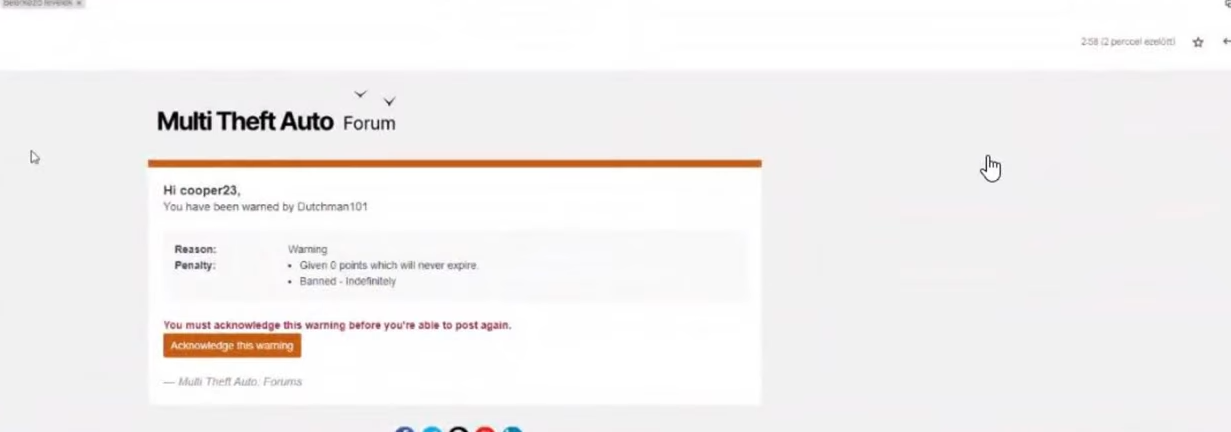 beérkező levelek ×
2:58 (2 perccel ezelőtt)
Multi Theft Auto Forum
Hi cooper23,
You have been warned by Dutchman101
Reason: Warning
Penalty: • Given 0 points which will never expire.
• Banned - Indefinitely
You must acknowledge this warning before you're able to post again.
Acknowledge this warning
— Multi Theft Auto: Forums